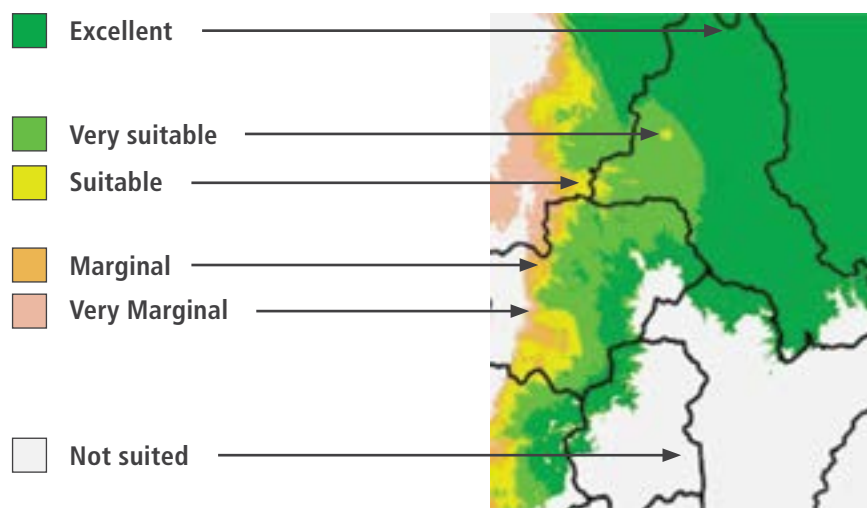 Excellent
Very suitable
Suitable
Marginal
Very Marginal
Not suited